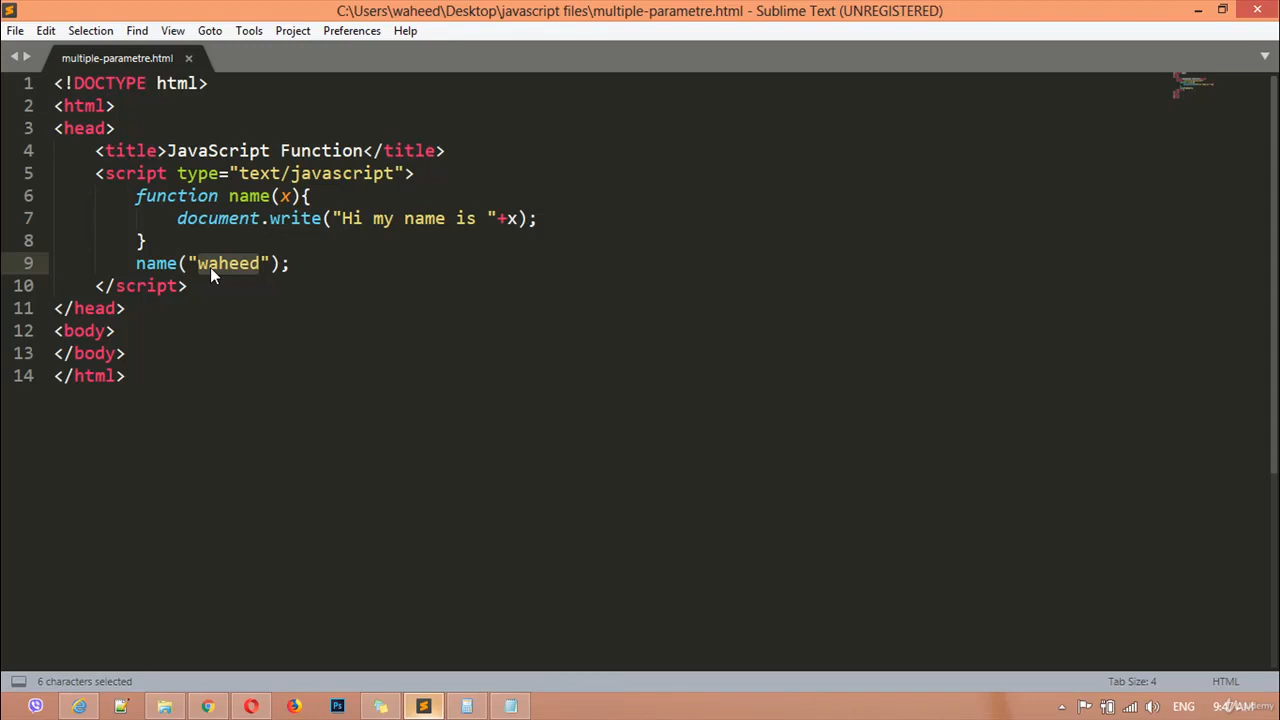 C:\Users\waheed\Desktop\javascript files\multiple-parametre.html - Sublime Text (UNREGISTERED)
File Edit Selection Find View Goto Tools Project Preferences Help
multiple-parametre.html ×
1 <!DOCTYPE html>
2 <html>
3 <head>
4 <title>JavaScript Function</title>
5 <script type="text/javascript">
6 function name(x){
7 document.write("Hi my name is "+x);
8 }
9 name("waheed");
10 </script>
11 </head>
12 <body>
13 </body>
14 </html>
6 characters selected Tab Size: 4 HTML
Ps ENG